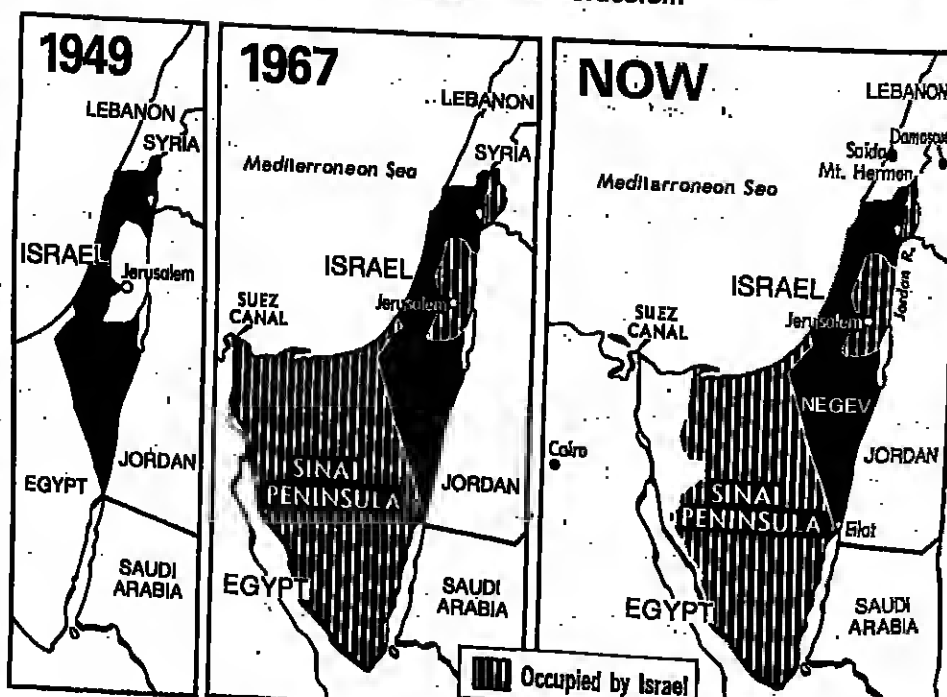 1949
LEBANON
SYRIA
ISRAEL
Jerusalem
EGYPT
JORDAN
SAUDI
ARABIA
1967
LEBANON
SYRIA
Mediterranean Sea
ISRAEL
Jerusalem
SUEZ
CANAL
SINAI
PENINSULA
JORDAN
EGYPT
SAUDI
ARABIA
NOW
LEBANON
Damascus
Saida
Mt. Hermon
Mediterranean Sea
ISRAEL
Jordan R.
Jerusalem
SUEZ
CANAL
NEGEV
Cairo
JORDAN
SINAI
PENINSULA
Eilat
EGYPT
SAUDI
ARABIA
Occupied by Israel